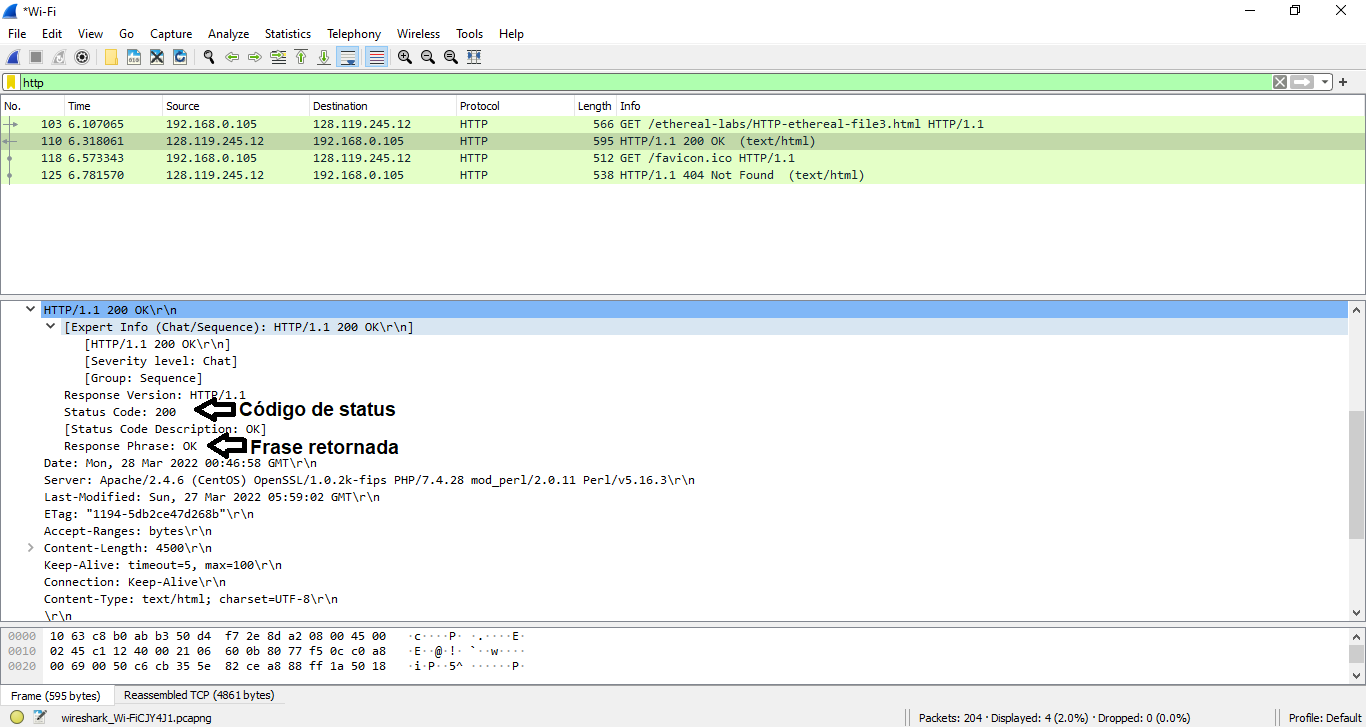 *Wi-Fi
File Edit View Go Capture Analyze Statistics Telephony Wireless Tools Help
http
No. Time Source Destination Protocol Length Info
103 6.107065 192.168.0.105 128.119.245.12 HTTP 566 GET /ethereal-labs/HTTP-ethereal-file3.html HTTP/1.1
110 6.318061 128.119.245.12 192.168.0.105 HTTP 595 HTTP/1.1 200 OK (text/html)
118 6.573343 192.168.0.105 128.119.245.12 HTTP 512 GET /favicon.ico HTTP/1.1
125 6.781570 128.119.245.12 192.168.0.105 HTTP 538 HTTP/1.1 404 Not Found (text/html)
HTTP/1.1 200 OK\r\n
[Expert Info (Chat/Sequence): HTTP/1.1 200 OK\r\n]
[HTTP/1.1 200 OK\r\n]
[Severity level: Chat]
[Group: Sequence]
Response Version: HTTP/1.1
Status Code: 200 Código de status
[Status Code Description: OK]
Response Phrase: OK Frase retornada
Date: Mon, 28 Mar 2022 00:46:58 GMT\r\n
Server: Apache/2.4.6 (CentOS) OpenSSL/1.0.2k-fips PHP/7.4.28 mod_perl/2.0.11 Perl/v5.16.3\r\n
Last-Modified: Sun, 27 Mar 2022 05:59:02 GMT\r\n
ETag: "1194-5db2ce47d268b"\r\n
Accept-Ranges: bytes\r\n
Content-Length: 4500\r\n
Keep-Alive: timeout=5, max=100\r\n
Connection: Keep-Alive\r\n
Content-Type: text/html; charset=UTF-8\r\n
\r\n
0000 10 63 c8 b0 ab b3 50 d4 f7 2e 8d a2 08 00 45 00 ·c····P· ·.····E·
0010 02 45 c1 12 40 00 21 06 60 0b 80 77 f5 0c c0 a8 ·E··@·!· `··w····
0020 00 69 00 50 c6 cb 35 5e 82 ce a8 88 ff 1a 50 18 ·i·P··5^ ······P·
Frame (595 bytes) Reassembled TCP (4861 bytes)
wireshark_Wi-FiCJY4J1.pcapng Packets: 204 · Displayed: 4 (2.0%) · Dropped: 0 (0.0%) Profile: Default